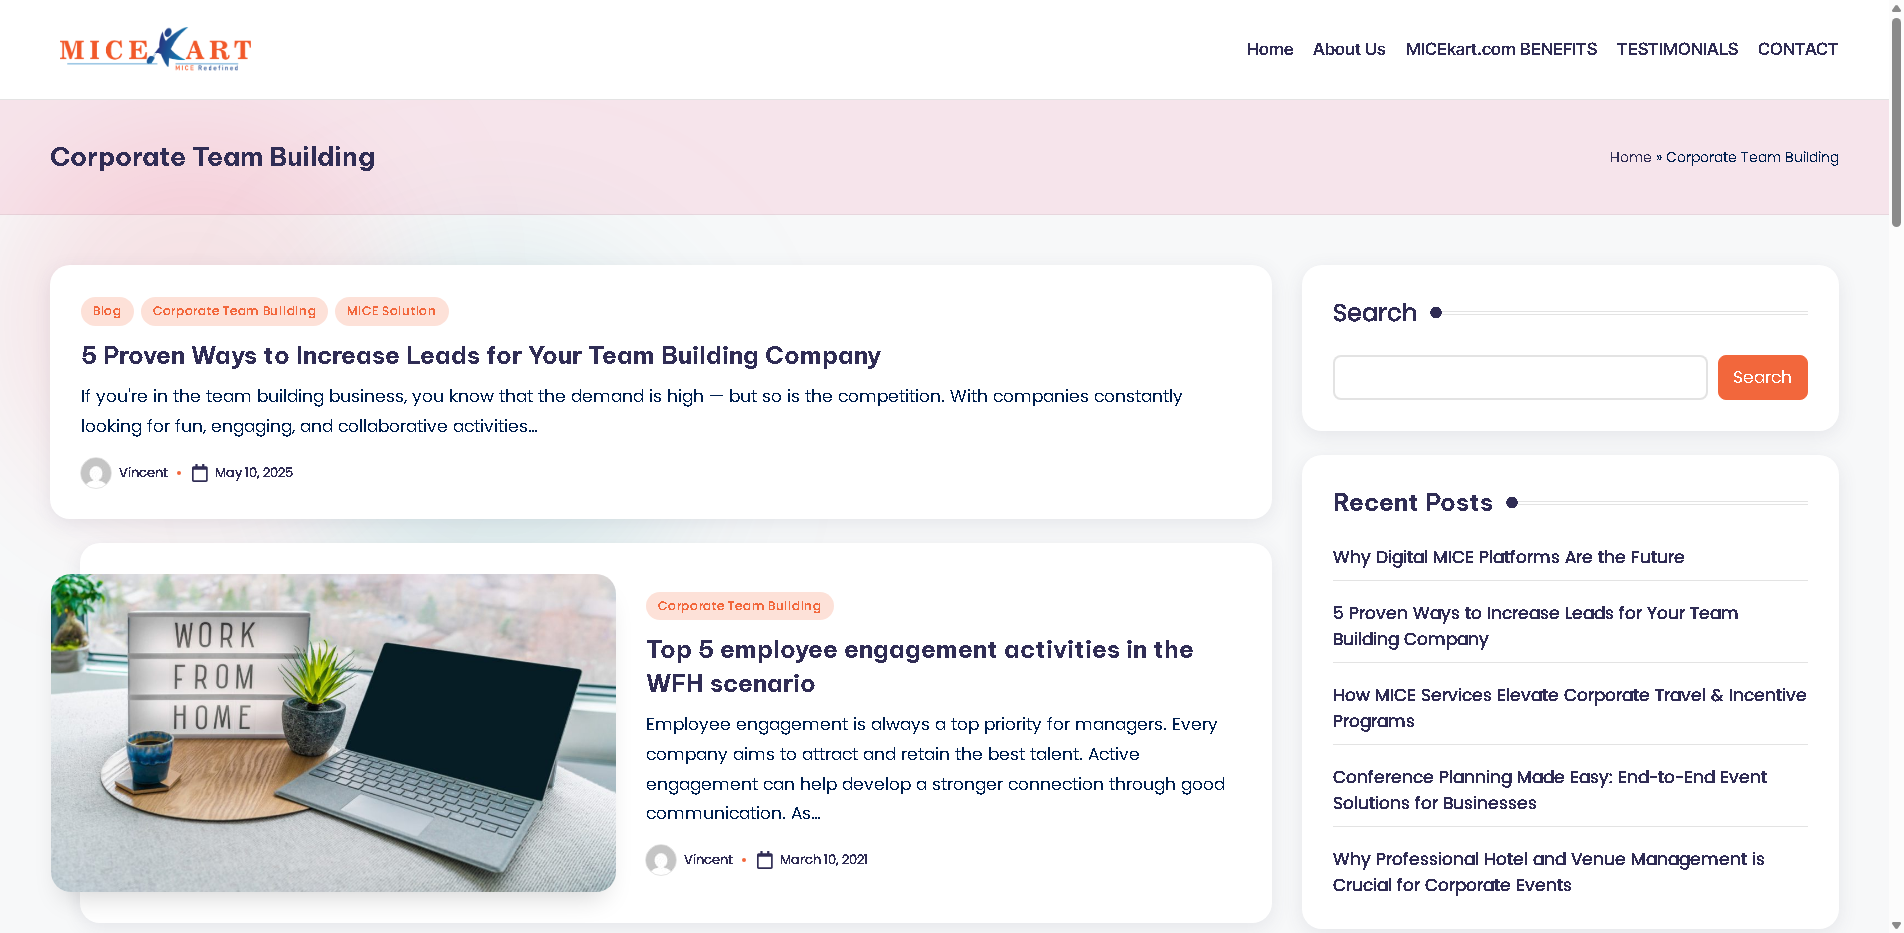 MICEKART
MICE Redefined
Home About Us MICEkart.com BENEFITS TESTIMONIALS CONTACT
Corporate Team Building
Home » Corporate Team Building
Blog Corporate Team Building MICE Solution
5 Proven Ways to Increase Leads for Your Team Building Company
If you're in the team building business, you know that the demand is high — but so is the competition. With companies constantly
looking for fun, engaging, and collaborative activities…
Vincent • May 10, 2025
WORK
FROM
HOME
Corporate Team Building
Top 5 employee engagement activities in the
WFH scenario
Employee engagement is always a top priority for managers. Every
company aims to attract and retain the best talent. Active
engagement can help develop a stronger connection through good
communication. As…
Vincent • March 10, 2021
Search
Search
Recent Posts
Why Digital MICE Platforms Are the Future
5 Proven Ways to Increase Leads for Your Team
Building Company
How MICE Services Elevate Corporate Travel & Incentive
Programs
Conference Planning Made Easy: End-to-End Event
Solutions for Businesses
Why Professional Hotel and Venue Management is
Crucial for Corporate Events